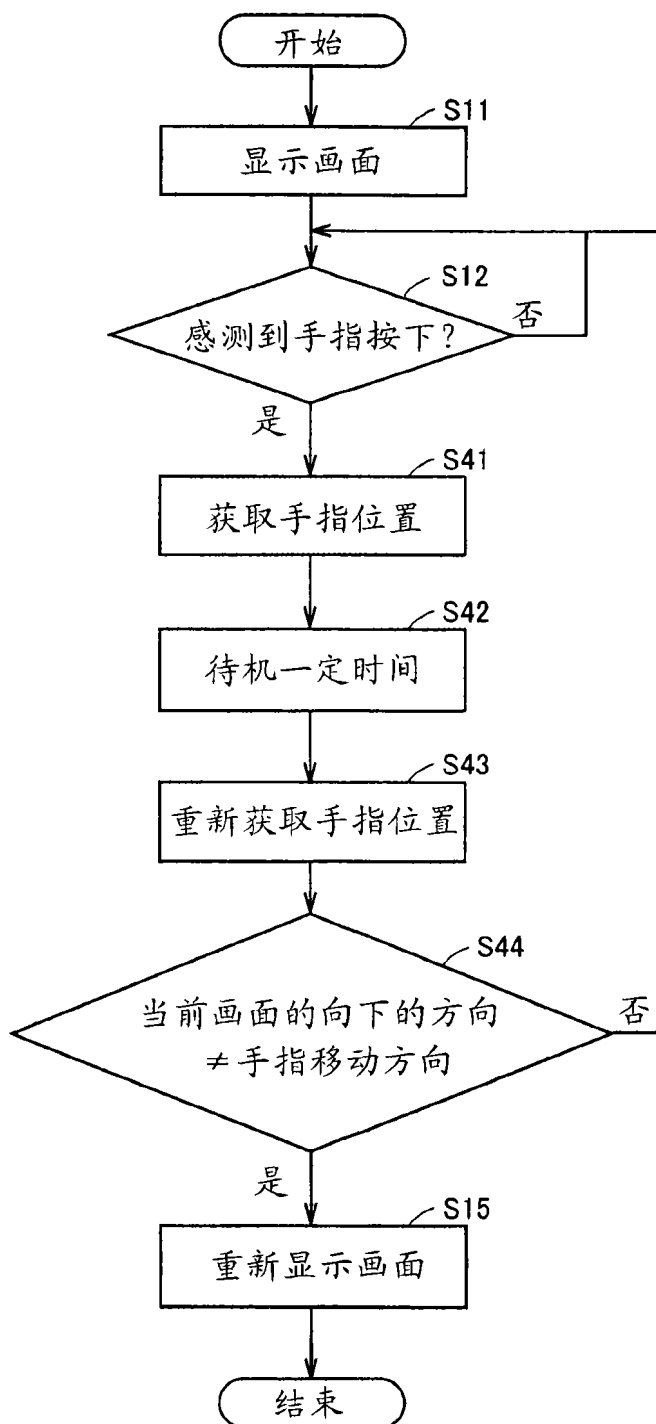 开始
S11
显示画面
S12
感测到手指按下?
否
是
S41
获取手指位置
S42
待机一定时间
S43
重新获取手指位置
S44
当前画面的向下的方向
≠手指移动方向
否
是
S15
重新显示画面
结束